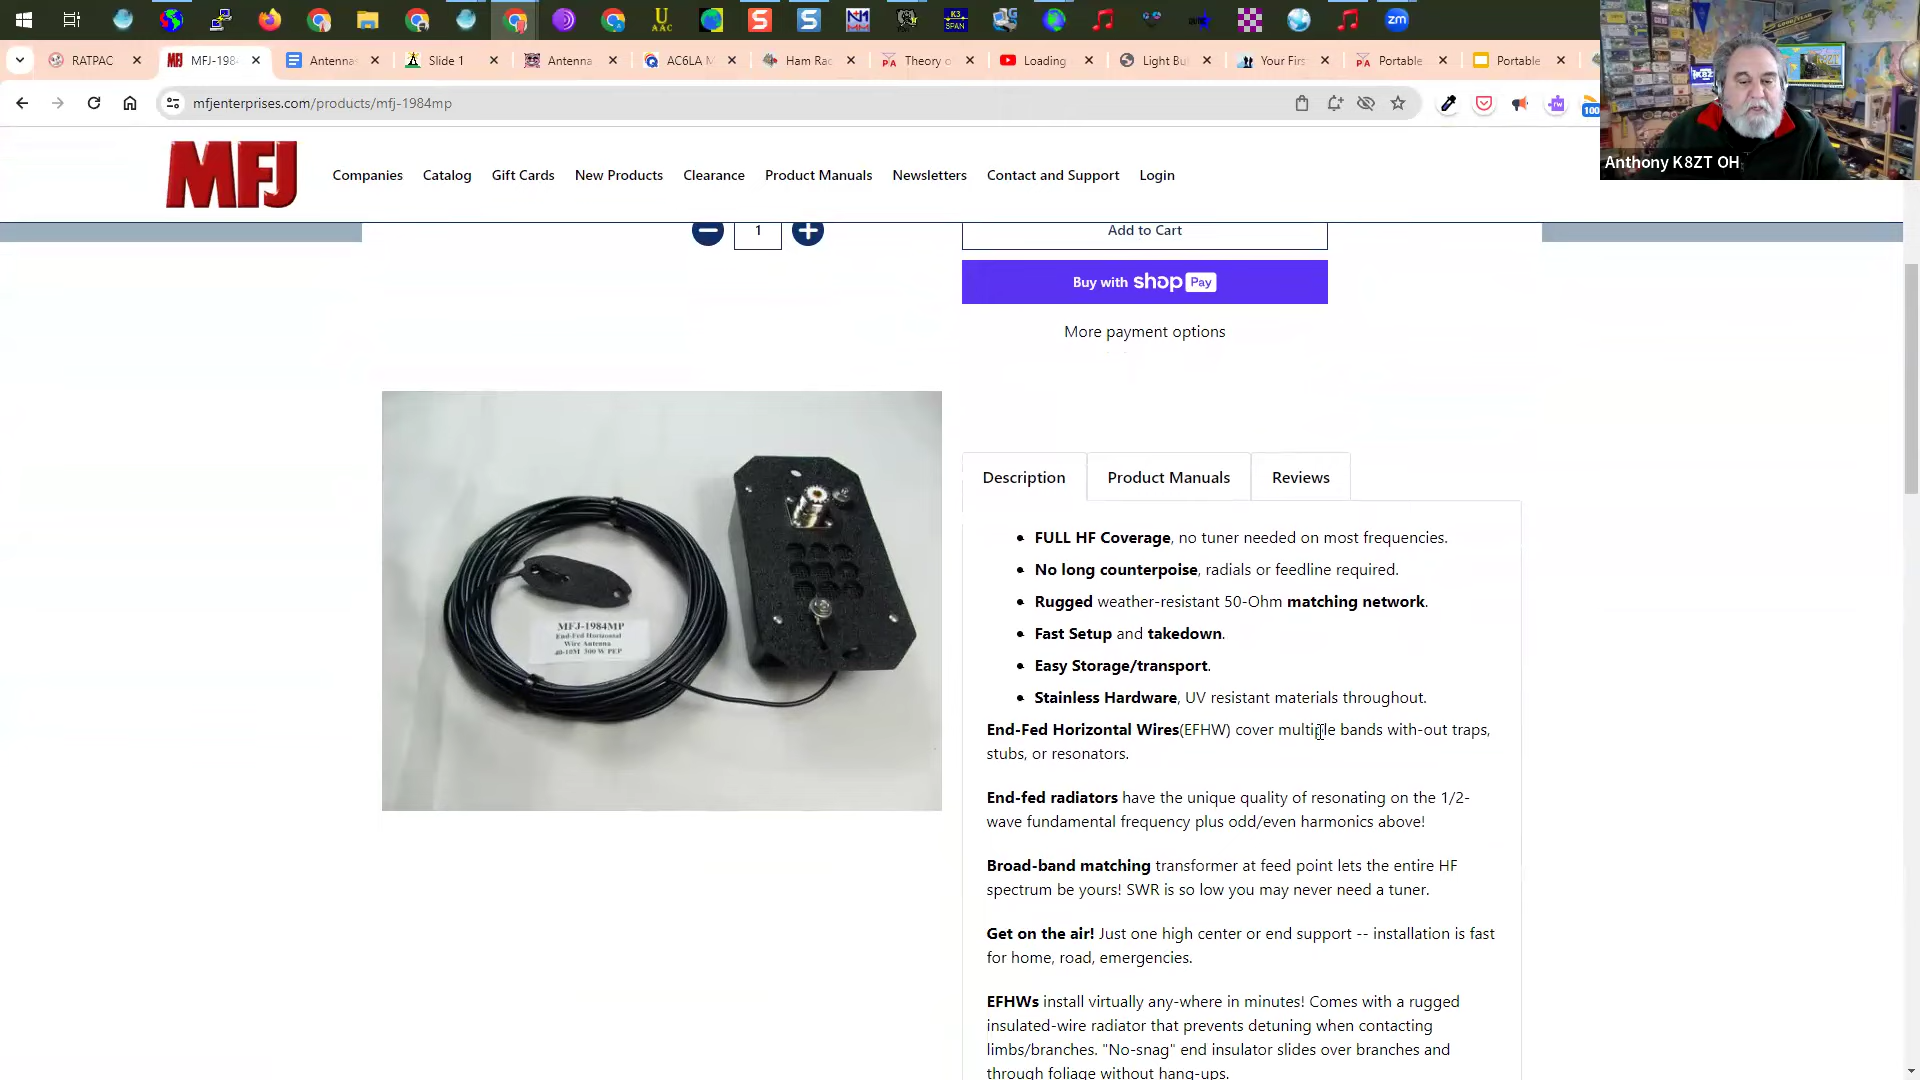 RATPAC
MFJ-198
Antenna
Slide 1
Antenna
AC6LA M
Ham Rac
Theory o
Loading
Light Bu
Your Firs
Portable
Portable
mfjenterprises.com/products/mfj-1984mp
100
Anthony K8ZT OH
MFJ
Companies
Catalog
Gift Cards
New Products
Clearance
Product Manuals
Newsletters
Contact and Support
Login
1
Add to Cart
Buy with shop Pay
More payment options
MFJ-1984MP
End-Fed Horizontal
Wire Antenna
40-10M 300 W PEP
Description
Product Manuals
Reviews
FULL HF Coverage, no tuner needed on most frequencies.
No long counterpoise, radials or feedline required.
Rugged weather-resistant 50-Ohm matching network.
Fast Setup and takedown.
Easy Storage/transport.
Stainless Hardware, UV resistant materials throughout.
End-Fed Horizontal Wires(EFHW) cover multiple bands with-out traps,
stubs, or resonators.
End-fed radiators have the unique quality of resonating on the 1/2-
wave fundamental frequency plus odd/even harmonics above!
Broad-band matching transformer at feed point lets the entire HF
spectrum be yours! SWR is so low you may never need a tuner.
Get on the air! Just one high center or end support -- installation is fast
for home, road, emergencies.
EFHWs install virtually any-where in minutes! Comes with a rugged
insulated-wire radiator that prevents detuning when contacting
limbs/branches. "No-snag" end insulator slides over branches and
through foliage without hang-ups.